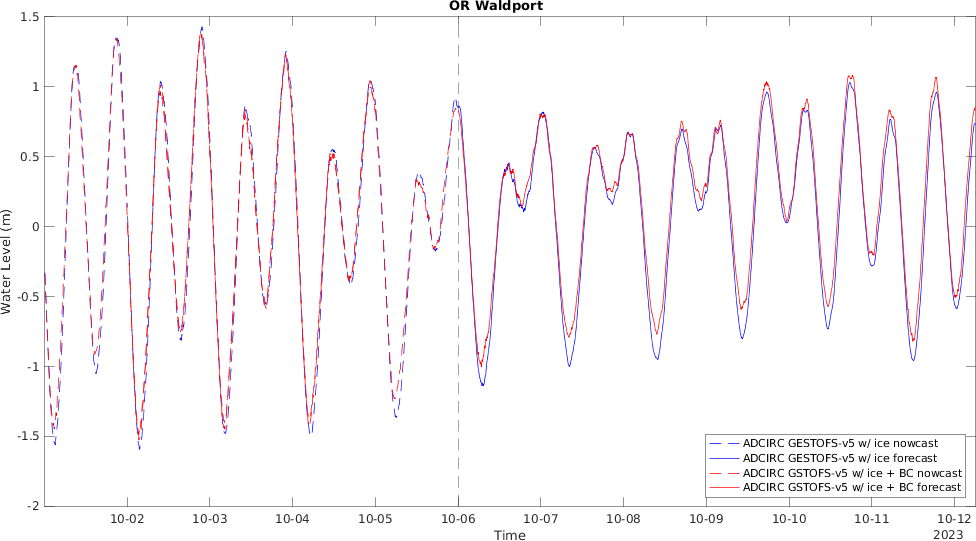 OR Waldport
1.5
1
0.5
0
-0.5
-1
-1.5
-2
Water Level (m)
10-02 10-03 10-04 10-05 10-06 10-07 10-08 10-09 10-10 10-11 10-12
2023
Time
ADCIRC GESTOFS-v5 w/ ice nowcast
ADCIRC GESTOFS-v5 w/ ice forecast
ADCIRC GSTOFS-v5 w/ ice + BC nowcast
ADCIRC GSTOFS-v5 w/ ice + BC forecast